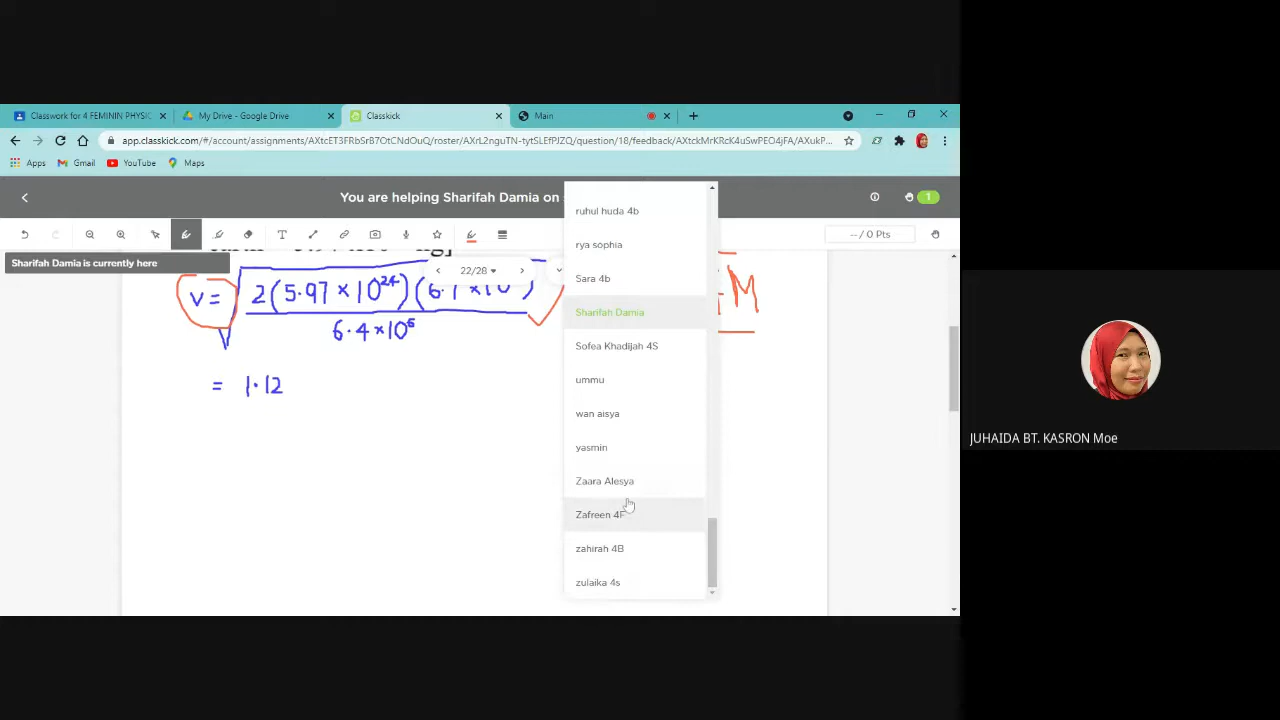 Classwork for 4 FEMININ PHYSIC
My Drive - Google Drive
Classkick
Main
app.classkick.com/#/account/assignments/AXtcET3FRbSrB7OtCNdOuQ/roster/AXrL2nguTN-tytSLEfPJZQ/question/18/feedback/AXtckMrKRcK4uSwPEO4jFA/AXukP...
Apps
Gmail
YouTube
Maps
You are helping Sharifah Damia on
1
-- / 0 Pts
Sharifah Damia is currently here
22/28
v = √ 2(5.97 × 10²⁴)(6.
6.4 × 10⁶
M
= 1.12
ruhul huda 4b
rya sophia
Sara 4b
Sharifah Damia
Sofea Khadijah 4S
ummu
wan aisya
yasmin
Zaara Alesya
Zafreen 4F
zahirah 4B
zulaika 4s
JUHAIDA BT. KASRON Moe